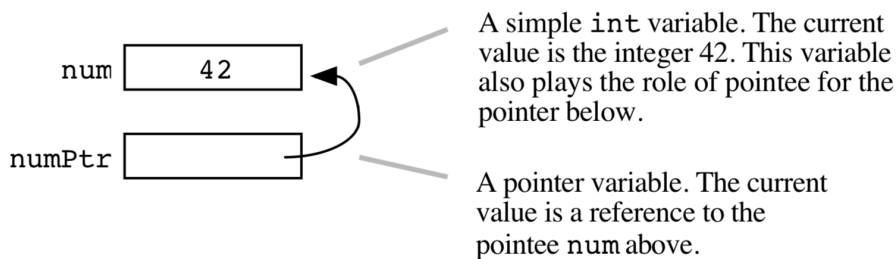 A simple int variable. The current
value is the integer 42. This variable
also plays the role of pointee for the
pointer below.
num
42
numPtr
A pointer variable. The current
value is a reference to the
pointee num above.